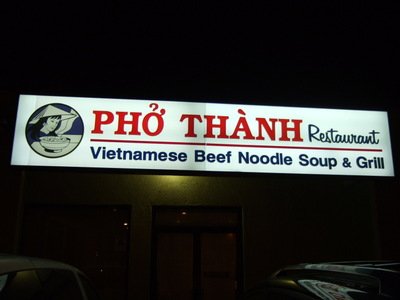 PHỞ THÀNH Restaurant
Vietnamese Beef Noodle Soup & Grill